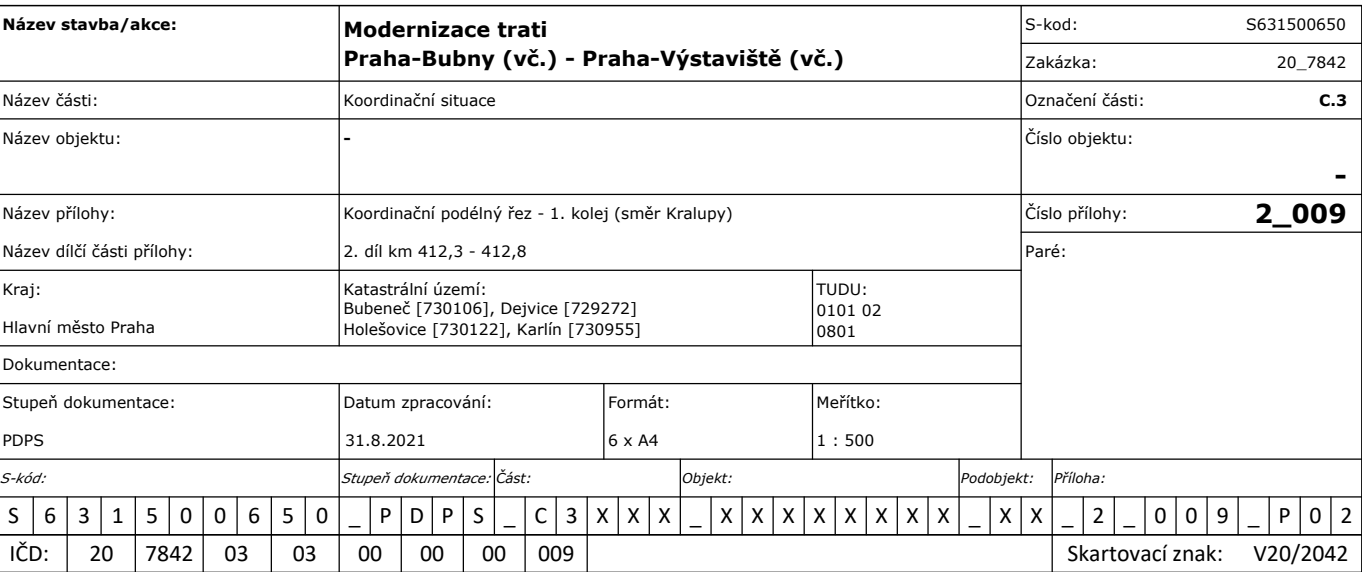 Název stavba/akce: Modernizace trati S-kod: S631500650
Praha-Bubny (vč.) - Praha-Výstaviště (vč.) Zakázka: 20_7842
Název části: Koordinační situace Označení části: C.3
Název objektu: - Číslo objektu:
-
Název přílohy: Koordinační podélný řez - 1. kolej (směr Kralupy) Číslo přílohy: 2_009
Název dílčí části přílohy: 2. díl km 412,3 - 412,8 Paré:
Kraj: Katastrální území: TUDU:
Bubeneč [730106], Dejvice [729272] 0101 02
Hlavní město Praha Holešovice [730122], Karlín [730955] 0801
Dokumentace:
Stupeň dokumentace: Datum zpracování: Formát: Meřítko:
PDPS 31.8.2021 6 x A4 1 : 500
S-kód: Stupeň dokumentace: Část: Objekt: Podobjekt: Příloha:
S 6 3 1 5 0 0 6 5 0 _ P D P S _ C 3 X X X _ X X X X X X X X _ X X _ 2 _ 0 0 9 _ P 0 2
IČD: 20 7842 03 03 00 00 00 009 Skartovací znak: V20/2042